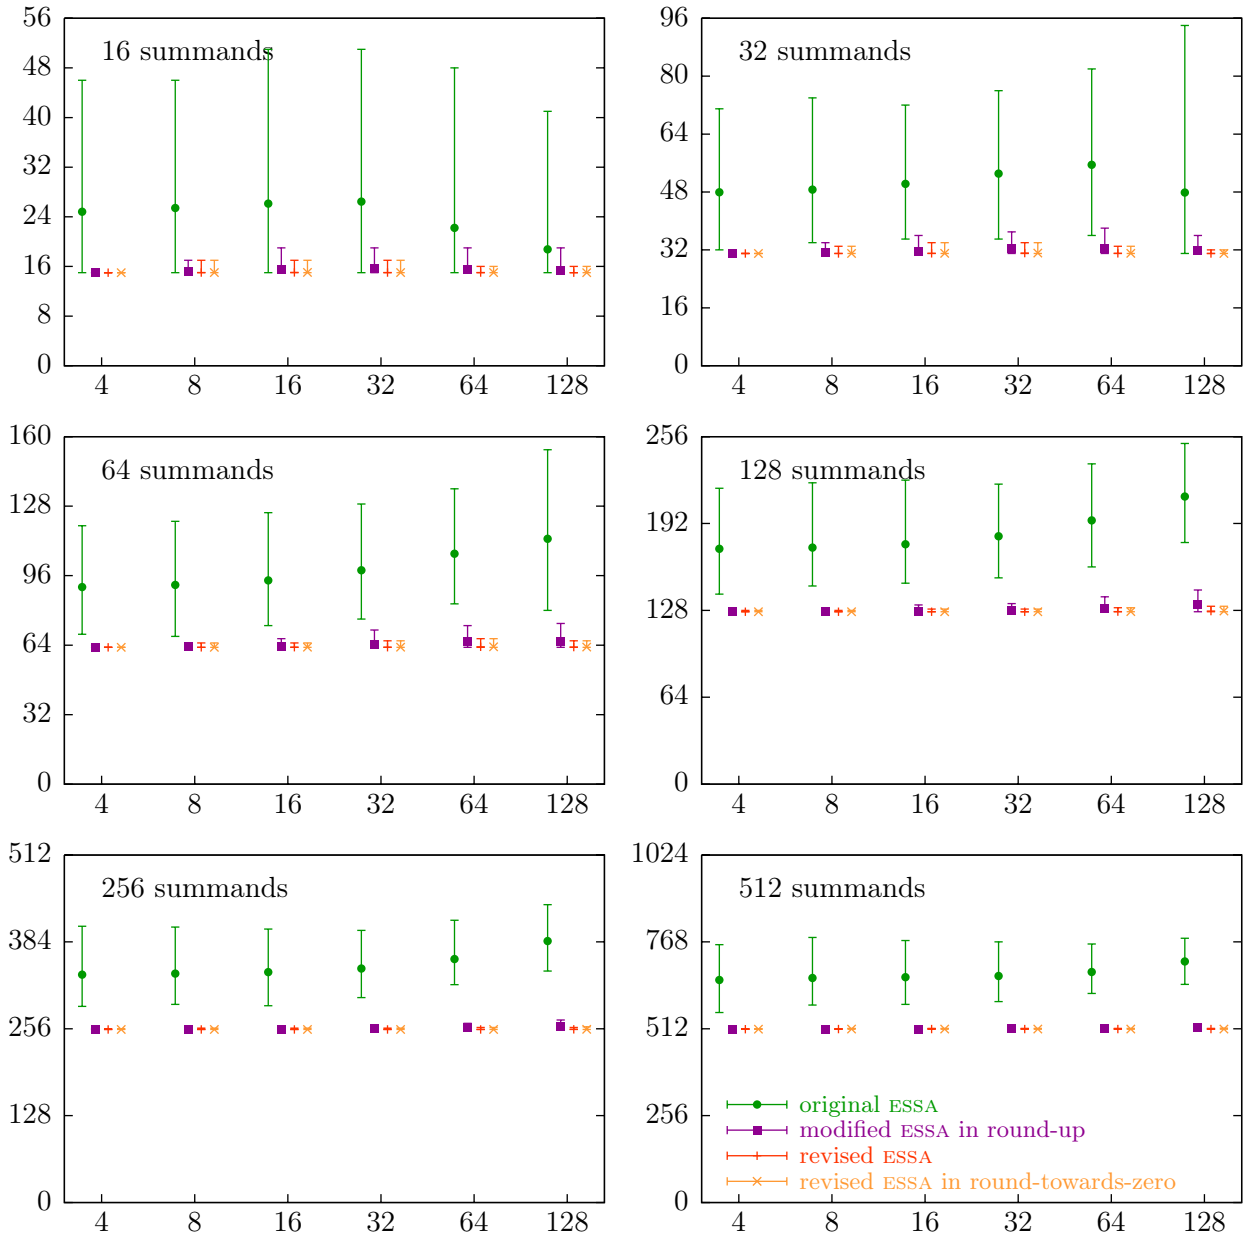 56
48
40
32
24
16
8
0
16 summands
4 8 16 32 64 128
96
80
64
48
32
16
0
32 summands
4 8 16 32 64 128
160
128
96
64
32
0
64 summands
4 8 16 32 64 128
256
192
128
64
0
128 summands
4 8 16 32 64 128
512
384
256
128
0
256 summands
4 8 16 32 64 128
1024
768
512
256
0
512 summands
original ESSA
modified ESSA in round-up
revised ESSA
revised ESSA in round-towards-zero
4 8 16 32 64 128